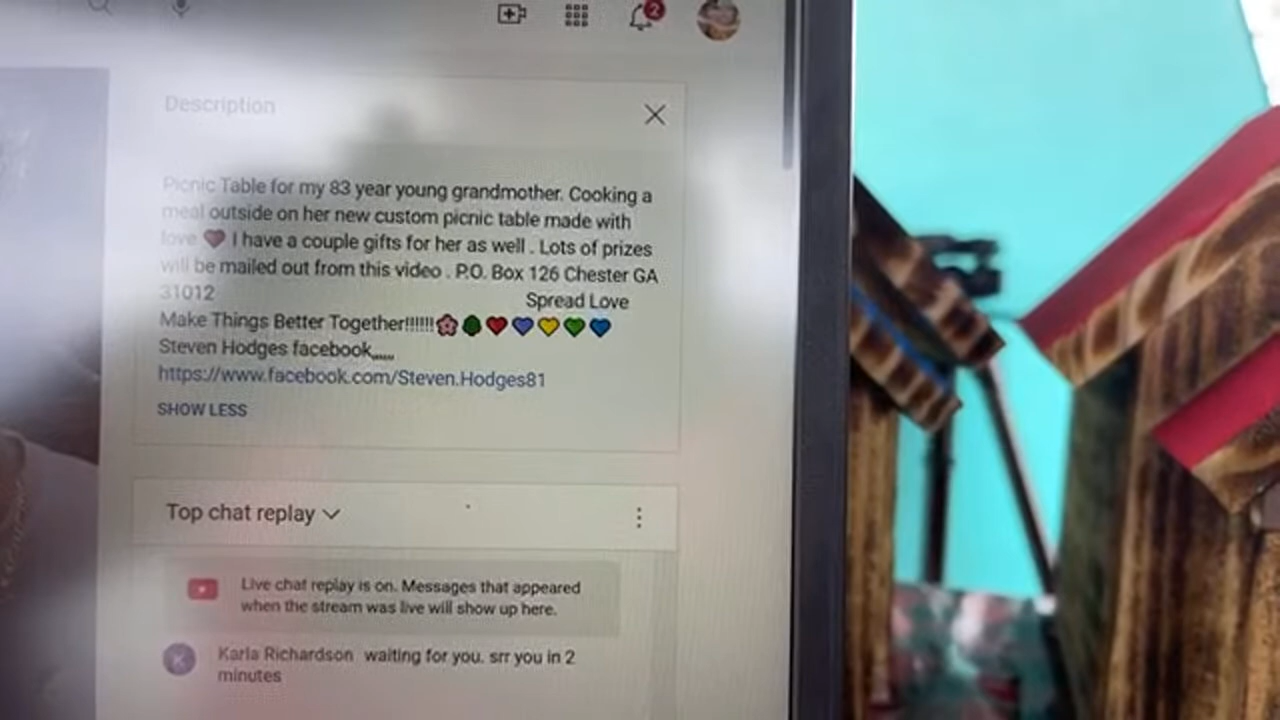 2
Description
Picnic Table for my 83 year young grandmother. Cooking a
meal outside on her new custom picnic table made with
love 💗 I have a couple gifts for her as well . Lots of prizes
will be mailed out from this video . P.O. Box 126 Chester GA
31012 Spread Love
Make Things Better Together!!!!!!🌸🌳❤️💜💛💚💙
Steven Hodges facebook,,,,,,
https://www.facebook.com/Steven.Hodges81
SHOW LESS
Top chat replay
Live chat replay is on. Messages that appeared
when the stream was live will show up here.
K
Karla Richardson waiting for you. srr you in 2
minutes